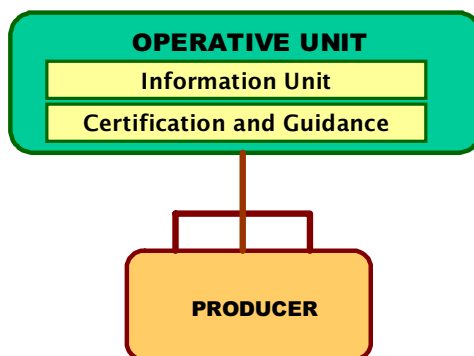 OPERATIVE UNIT
Information Unit
Certification and Guidance
PRODUCER